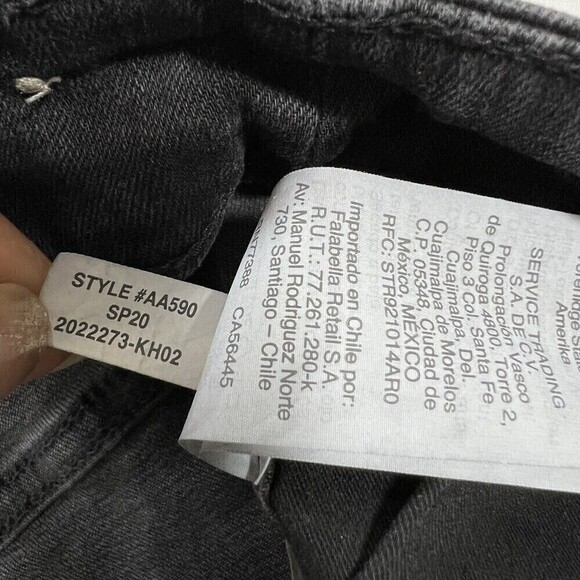 STYLE #AA590
SP20
2022273-KH02
Amerika
SERVICE TRADING
S.A. DE C.V.
Prolongación Vasco
de Quiroga 4800, Torre 2,
Piso 3 Col. Santa Fe
Cuajimalpa, Del.
Cuajimalpa de Morelos
C.P. 05348, Ciudad de
México, MÉXICO
RFC: STR921014AR0
Importado en Chile por:
Falabella Retail S.A
R.U.T.. 77.261.280-k
Av: Manuel Rodriguez Norte
730, Santiago – Chile
77388 CA56445